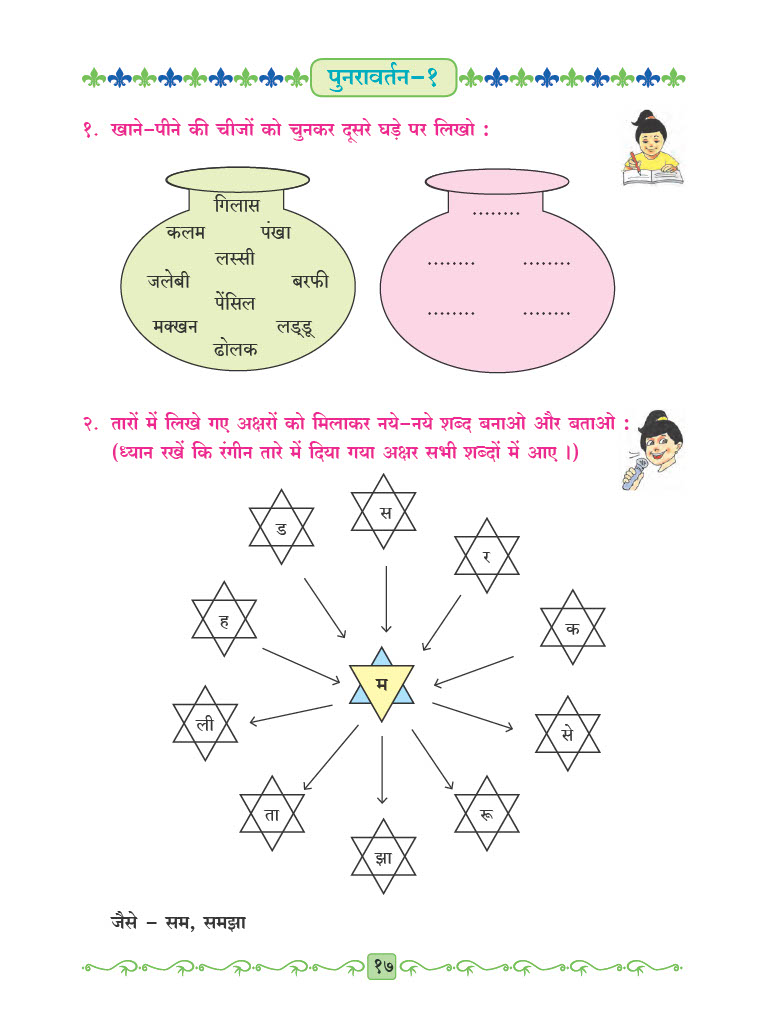 पुनरावर्तन-१
१. खाने-पीने की चीजों को चुनकर दूसरे घड़े पर लिखो :
गिलास
कलम पंखा
लस्सी
जलेबी बरफी
पेंसिल
मक्खन लड्डू
ढोलक
........
........ ........
........ ........
२. तारों में लिखे गए अक्षरों को मिलाकर नये-नये शब्द बनाओ और बताओ :
(ध्यान रखें कि रंगीन तारे में दिया गया अक्षर सभी शब्दों में आए ।)
स
ड
र
ह
क
म
ली
से
ता
रू
झा
जैसे - सम, समझा
१७